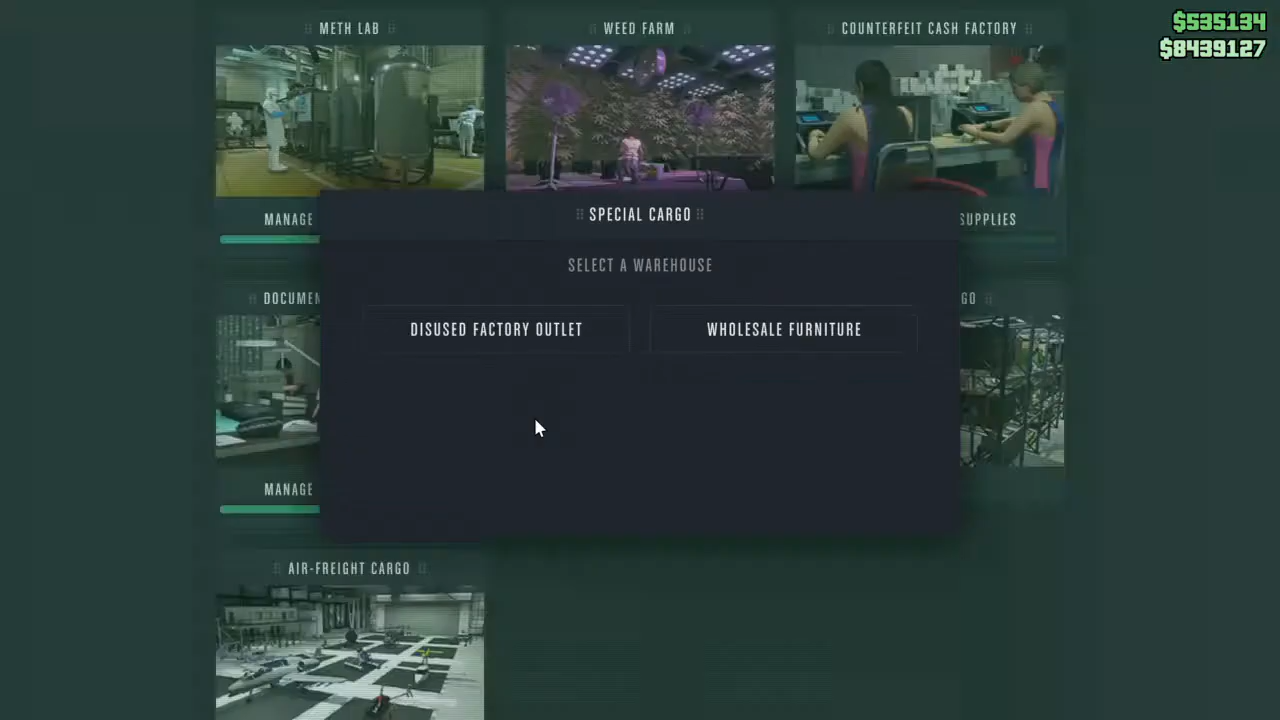 $535134
$8439127
METH LAB
WEED FARM
COUNTERFEIT CASH FACTORY
MANAGE
SUPPLIES
SPECIAL CARGO
SELECT A WAREHOUSE
DISUSED FACTORY OUTLET
WHOLESALE FURNITURE
DOCUMEN
GO
MANAGE
AIR-FREIGHT CARGO